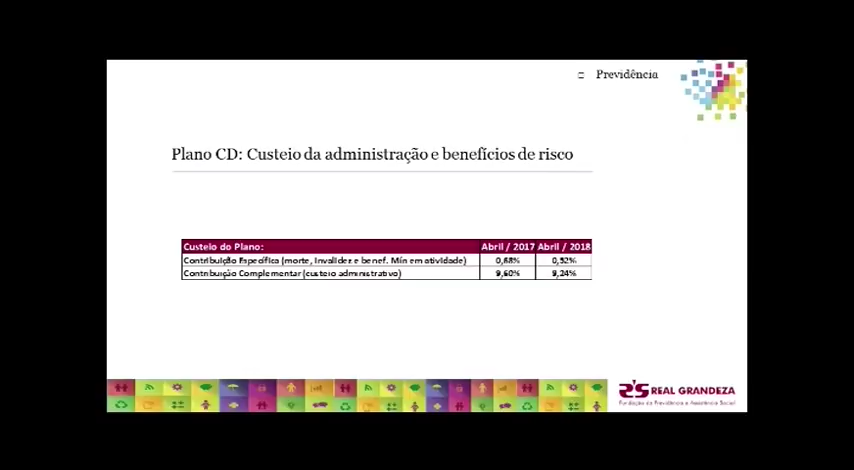 Previdência
Plano CD: Custeio da administração e benefícios de risco
Custeio do Plano: Abril / 2017 Abril / 2018
Contribuição Específica (morte, invalidez e benef. Mín em atividade) 0,68% 0,52%
Contribuição Complementar (custeio administrativo) 9,60% 9,24%
REAL GRANDEZA
Fundação de Previdência e Assistência Social